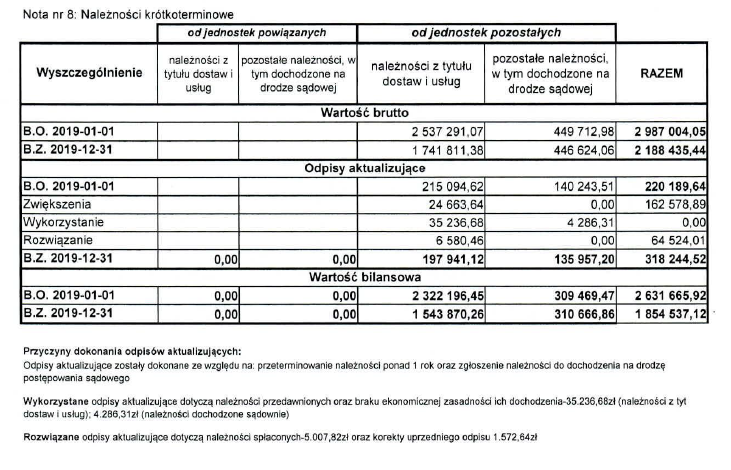 Nota nr 8: Należności krótkoterminowe
od jednostek powiązanych od jednostek pozostałych
Wyszczególnienie należności z tytułu dostaw i usług pozostałe należności, w tym dochodzone na drodze sądowej należności z tytułu dostaw i usług pozostałe należności, w tym dochodzone na drodze sądowej RAZEM
Wartość brutto
B.O. 2019-01-01 2 537 291,07 449 712,98 2 987 004,05
B.Z. 2019-12-31 1 741 811,38 446 624,06 2 188 435,44
Odpisy aktualizujące
B.O. 2019-01-01 215 094,62 140 243,51 220 189,64
Zwiększenia 24 663,64 0,00 162 578,89
Wykorzystanie 35 236,68 4 286,31 0,00
Rozwiązanie 6 580,46 0,00 64 524,01
B.Z. 2019-12-31 0,00 0,00 197 941,12 135 957,20 318 244,52
Wartość bilansowa
B.O. 2019-01-01 0,00 0,00 2 322 196,45 309 469,47 2 631 665,92
B.Z. 2019-12-31 0,00 0,00 1 543 870,26 310 666,86 1 854 537,12
Przyczyny dokonania odpisów aktualizujących:
Odpisy aktualizujące zostały dokonane ze względu na: przeterminowanie należności ponad 1 rok oraz zgłoszenie należności do dochodzenia na drodzę
postępowania sądowego
Wykorzystane odpisy aktualizujące dotyczą należności przedawnionych oraz braku ekonomicznej zasadności ich dochodzenia-35.236,68zł (należności z tyt
dostaw i usług); 4.286,31zł (należności dochodzone sądownie)
Rozwiązane odpisy aktualizujące dotyczą należności spłaconych-5.007,82zł oraz korekty uprzedniego odpisu 1.572,64zł